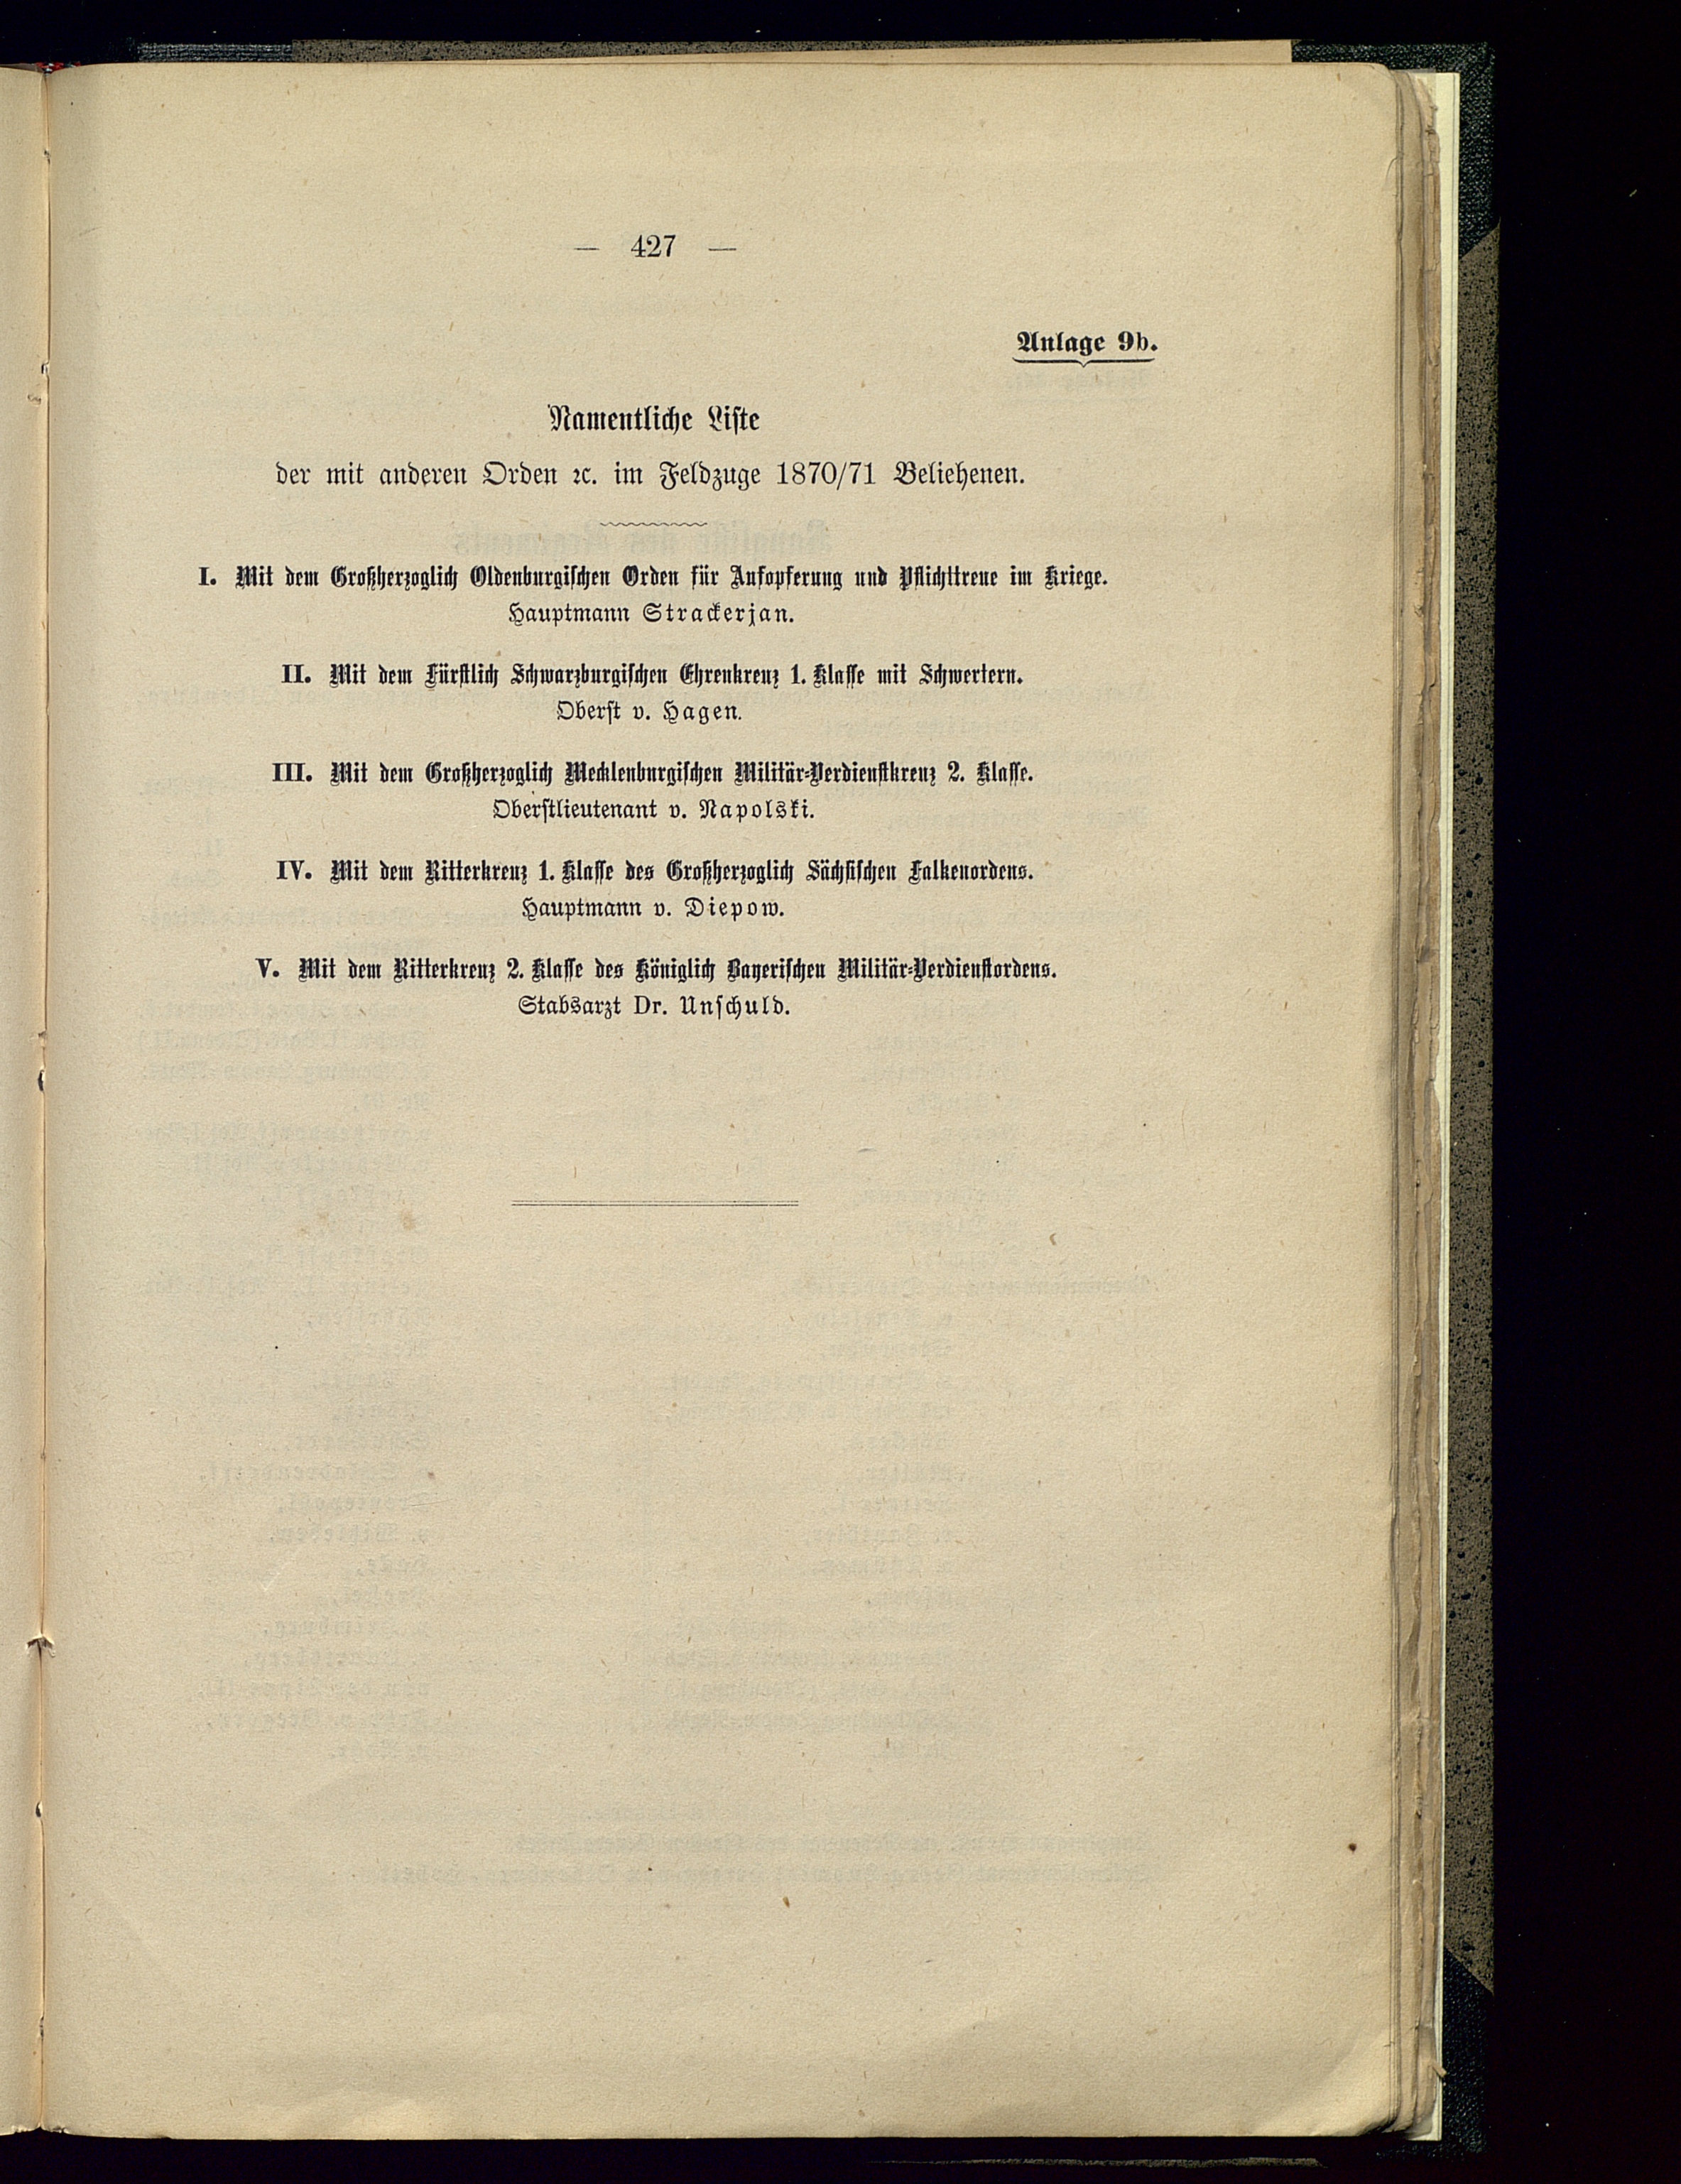 — 427 —
Anlage 9b.
Namentliche Liste
der mit anderen Orden ꝛc. im Feldzuge 1870/71 Beliehenen.
I. Mit dem Großherzoglich Oldenburgischen Orden für Aufopferung und Pflichttreue im Kriege.
Hauptmann Strackerjan.
II. Mit dem Fürstlich Schwarzburgischen Ehrenkreuz 1. Klasse mit Schwertern.
Oberst v. Hagen.
III. Mit dem Großherzoglich Mecklenburgischen Militär-Verdienstkreuz 2. Klasse.
Oberstlieutenant v. Napolski.
IV. Mit dem Ritterkreuz 1. Klasse des Großherzoglich Sächsischen Falkenordens.
Hauptmann v. Diepow.
V. Mit dem Ritterkreuz 2. Klasse des Königlich Bayerischen Militär-Verdienstordens.
Stabsarzt Dr. Unschuld.